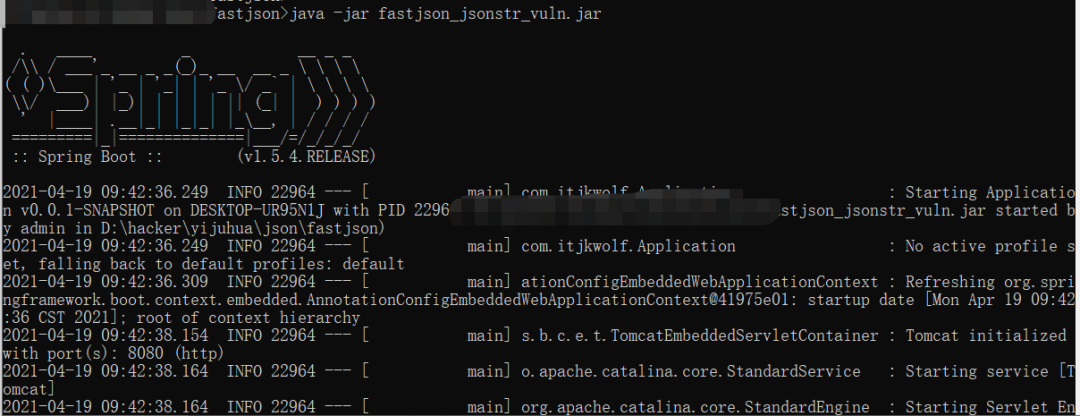 fastjson>java -jar fastjson_jsonstr_vuln.jar
Spring
:: Spring Boot :: (v1.5.4.RELEASE)
2021-04-19 09:42:36.249 INFO 22964 --- [ main] com.itjkwolf.Application : Starting Applicatio
n v0.0.1-SNAPSHOT on DESKTOP-UR95N1J with PID 2296 stjson_jsonstr_vuln.jar started b
y admin in D:\hacker\yijuhua\json\fastjson)
2021-04-19 09:42:36.249 INFO 22964 --- [ main] com.itjkwolf.Application : No active profile s
et, falling back to default profiles: default
2021-04-19 09:42:36.309 INFO 22964 --- [ main] ationConfigEmbeddedWebApplicationContext : Refreshing org.spri
ngframework.boot.context.embedded.AnnotationConfigEmbeddedWebApplicationContext@41975e01: startup date [Mon Apr 19 09:42
:36 CST 2021]; root of context hierarchy
2021-04-19 09:42:38.154 INFO 22964 --- [ main] s.b.c.e.t.TomcatEmbeddedServletContainer : Tomcat initialized
with port(s): 8080 (http)
2021-04-19 09:42:38.164 INFO 22964 --- [ main] o.apache.catalina.core.StandardService : Starting service [T
omcat]
2021-04-19 09:42:38.164 INFO 22964 --- [ main] org.apache.catalina.core.StandardEngine : Starting Servlet En